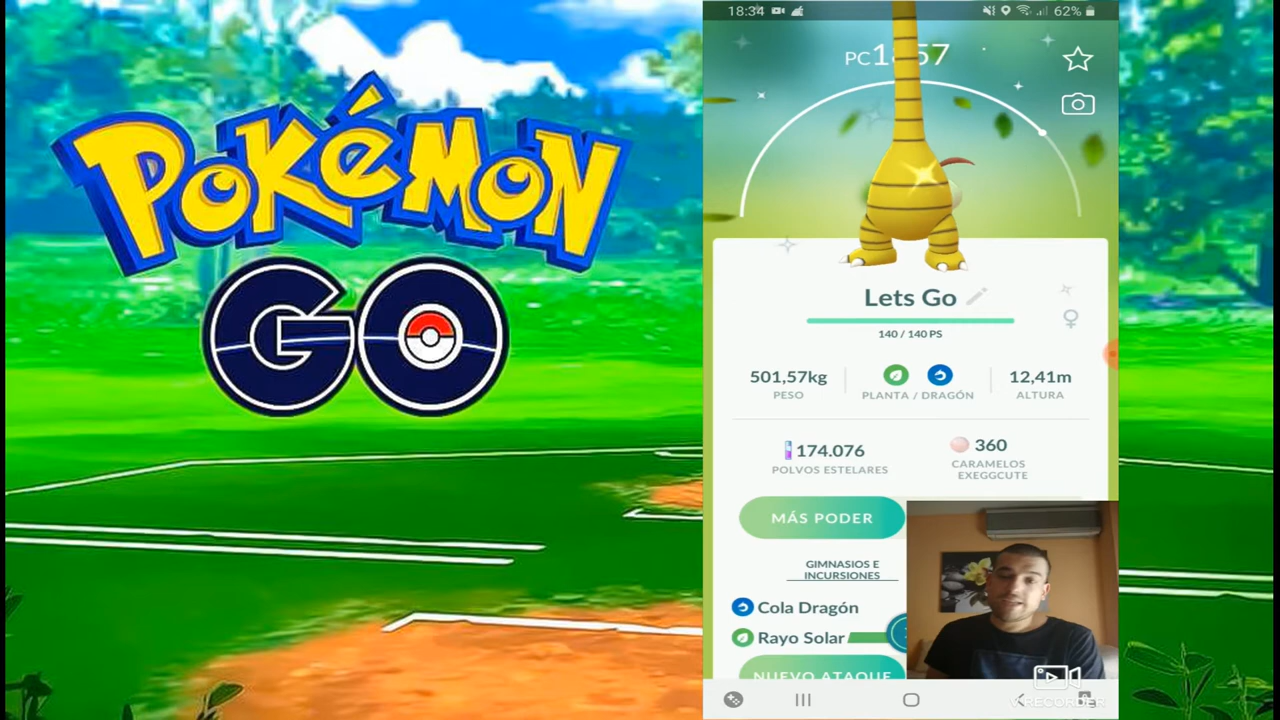 POKéMON
GO
18:34
62%
PC
Lets Go
140 / 140 PS
501,57kg
PESO
PLANTA / DRAGÓN
12,41m
ALTURA
174.076
POLVOS ESTELARES
360
CARAMELOS
EXEGGCUTE
MÁS PODER
GIMNASIOS E
INCURSIONES
Cola Dragón
Rayo Solar
NUEVO ATAQUE
V RECORDER